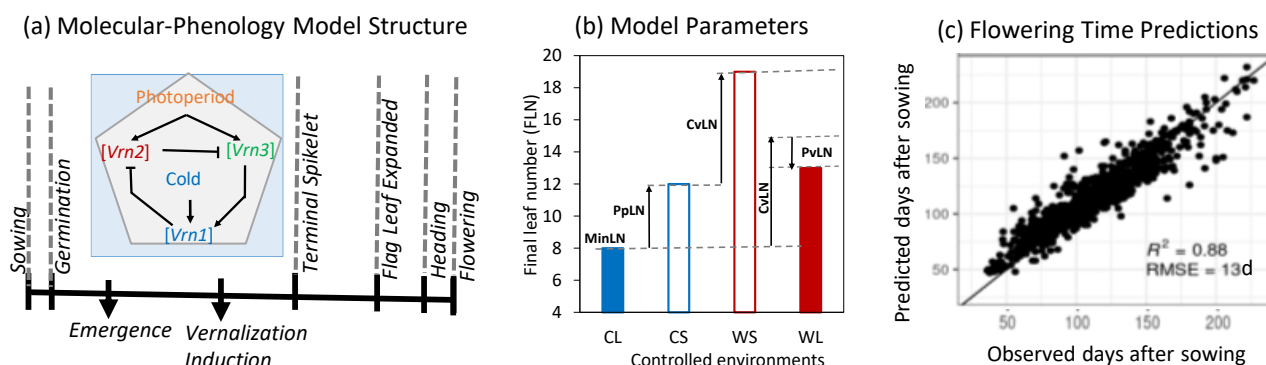 (a) Molecular-Phenology Model Structure
Photoperiod
[Vrn2]
[Vrn3]
Cold
[Vrn1]
Sowing
Germination
Terminal Spikelet
Flag Leaf Expanded
Heading
Flowering
Emergence
Vernalization
Induction
(b) Model Parameters
Final leaf number (FLN)
20
18
16
14
12
10
8
6
4
MinLN
PpLN
CvLN
CvLN
PvLN
CL CS WS WL
Controlled environments
(c) Flowering Time Predictions
Predicted days after sowing
200
150
100
50
R² = 0.88
RMSE = 13d
50 100 150 200
Observed days after sowing